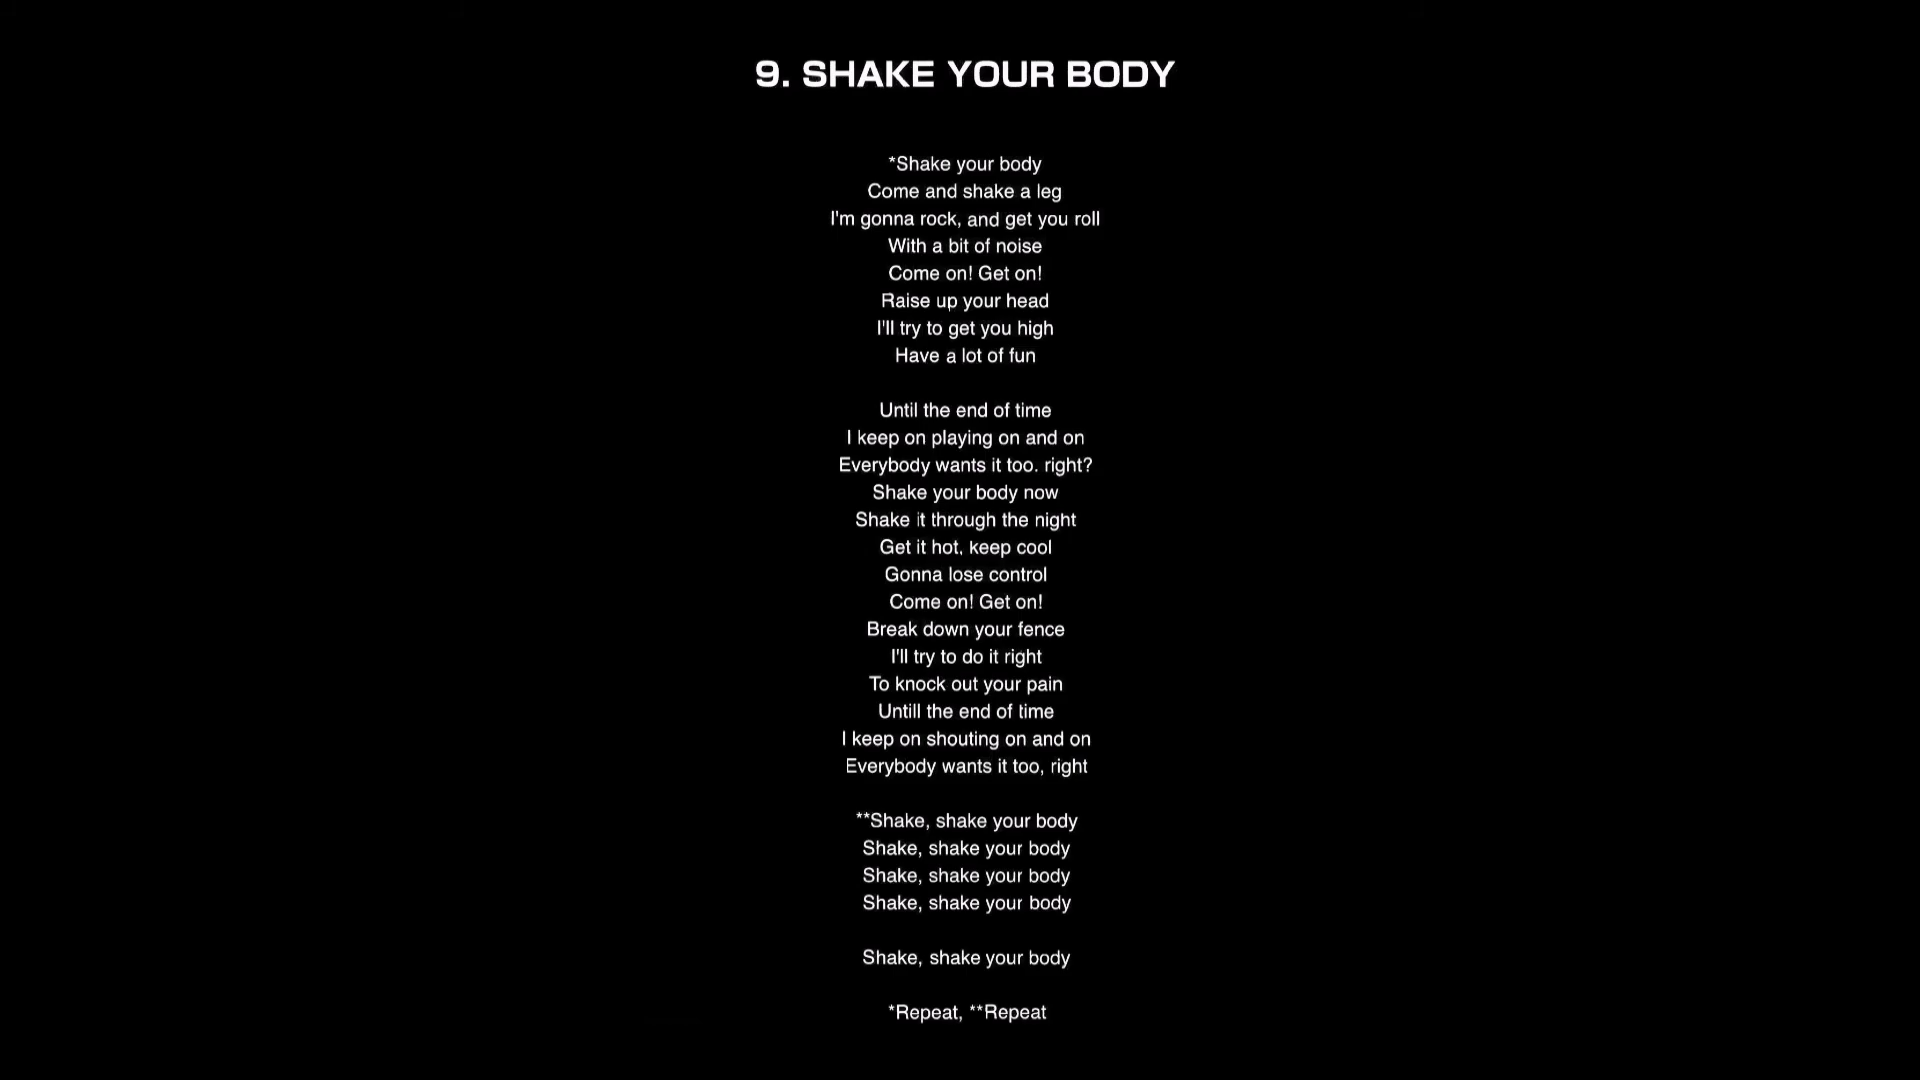 9. SHAKE YOUR BODY
*Shake your body
Come and shake a leg
I'm gonna rock, and get you roll
With a bit of noise
Come on! Get on!
Raise up your head
I'll try to get you high
Have a lot of fun
Until the end of time
I keep on playing on and on
Everybody wants it too. right?
Shake your body now
Shake it through the night
Get it hot, keep cool
Gonna lose control
Come on! Get on!
Break down your fence
I'll try to do it right
To knock out your pain
Untill the end of time
I keep on shouting on and on
Everybody wants it too, right
**Shake, shake your body
Shake, shake your body
Shake, shake your body
Shake, shake your body
Shake, shake your body
*Repeat, **Repeat